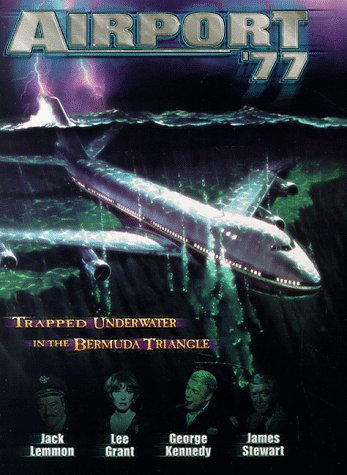 AIRPORT
'77
TRAPPED UNDERWATER
IN THE BERMUDA TRIANGLE
Jack Lemmon
Lee Grant
George Kennedy
James Stewart